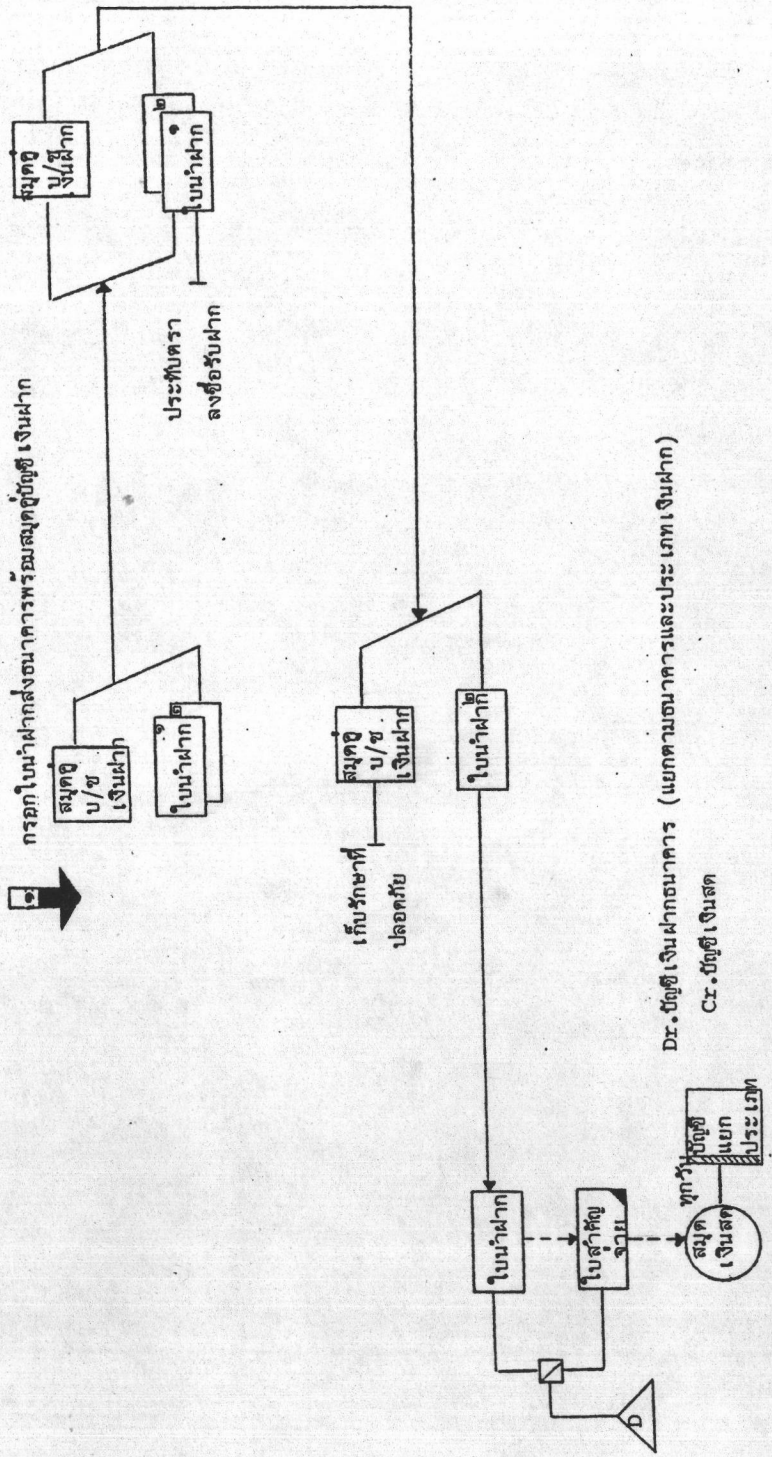 ๑
กรอกใบนำฝากส่งธนาคารพร้อมสมุดคู่บัญชีเงินฝาก
สมุดคู่
บ/ช
เงินฝาก
ใบนำฝาก ๑
๒
สมุดคู่
บ/ช
เงินฝาก
ใบนำฝาก ๑
๒
ประทับตรา
ลงชื่อรับฝาก
สมุดคู่
บ/ช
เงินฝาก
เก็บรักษาที่
ปลอดภัย
ใบนำฝาก ๒
ใบนำฝาก
ใบสำคัญ
จ่าย
สมุด
เงินสด
ทุกวัน
บัญชี
แยก
ประเภท
D
Dr.บัญชีเงินฝากธนาคาร (แยกตามธนาคารและประเภทเงินฝาก)
Cr.บัญชีเงินสด